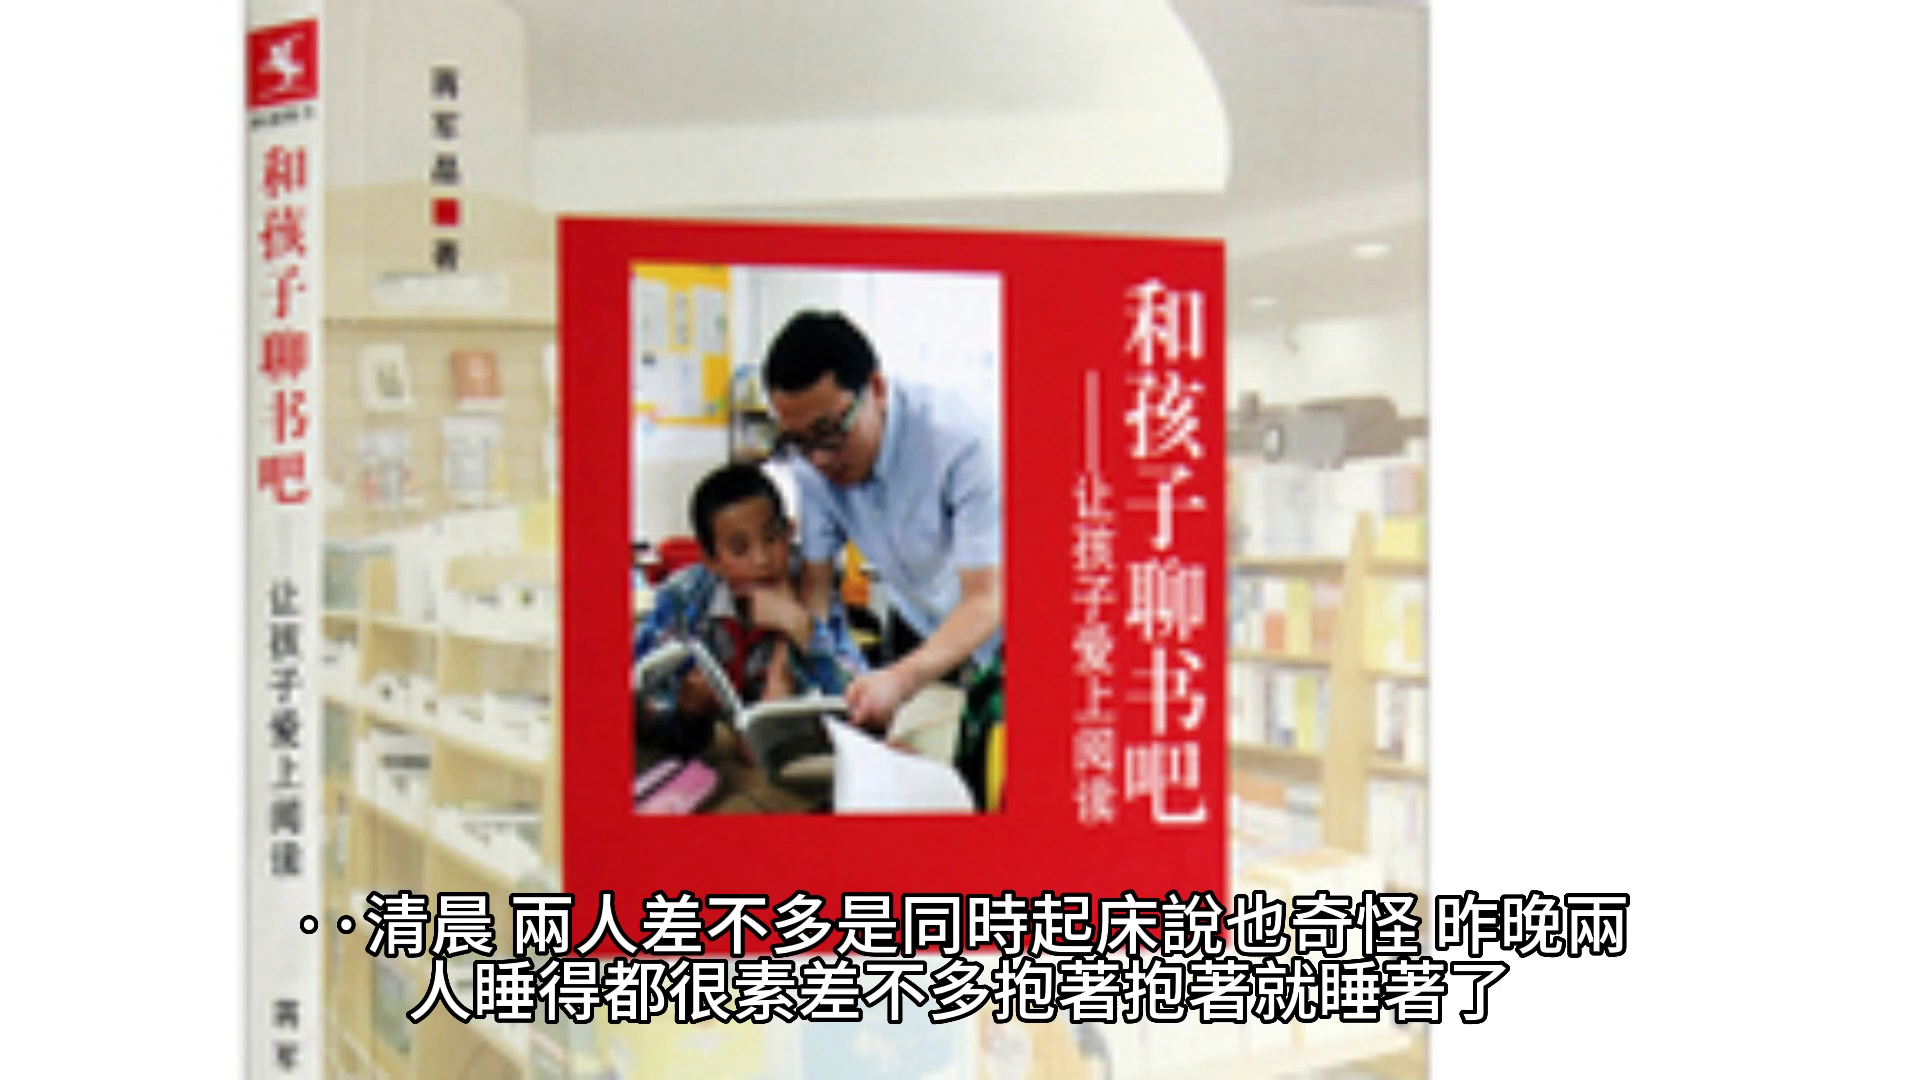 和孩子聊书吧
让孩子爱上阅读
蒋军
蒋军晶 著
和孩子聊书吧
——让孩子爱上阅读
··清晨 兩人差不多是同時起床說也奇怪 昨晚兩
人睡得都很素差不多抱著抱著就睡著了